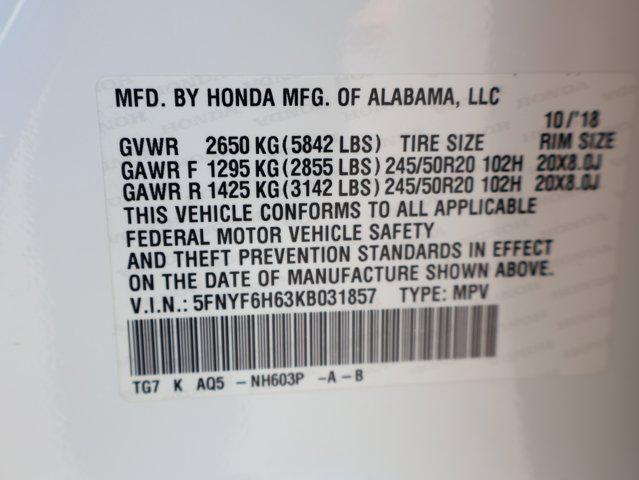 MFD. BY HONDA MFG. OF ALABAMA, LLC
10/'18
GVWR 2650 KG(5842 LBS) TIRE SIZE RIM SIZE
GAWR F 1295 KG(2855 LBS) 245/50R20 102H 20X8.0J
GAWR R 1425 KG(3142 LBS) 245/50R20 102H 20X8.0J
THIS VEHICLE CONFORMS TO ALL APPLICABLE
FEDERAL MOTOR VEHICLE SAFETY
AND THEFT PREVENTION STANDARDS IN EFFECT
ON THE DATE OF MANUFACTURE SHOWN ABOVE.
V.I.N.: 5FNYF6H63KB031857 TYPE: MPV
TG7 K AQ5 -NH603P -A-B